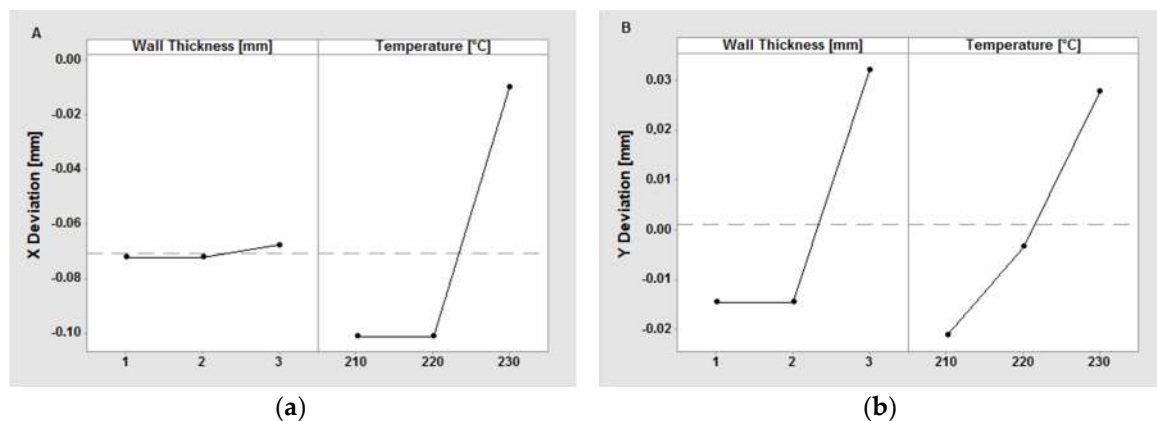 A
Wall Thickness [mm] Temperature [°C]
0.00
-0.02
-0.04
-0.06
-0.08
-0.10
X Deviation [mm]
1 2 3 210 220 230
(a)
B
Wall Thickness [mm] Temperature [°C]
0.03
0.02
0.01
0.00
-0.01
-0.02
Y Deviation [mm]
1 2 3 210 220 230
(b)